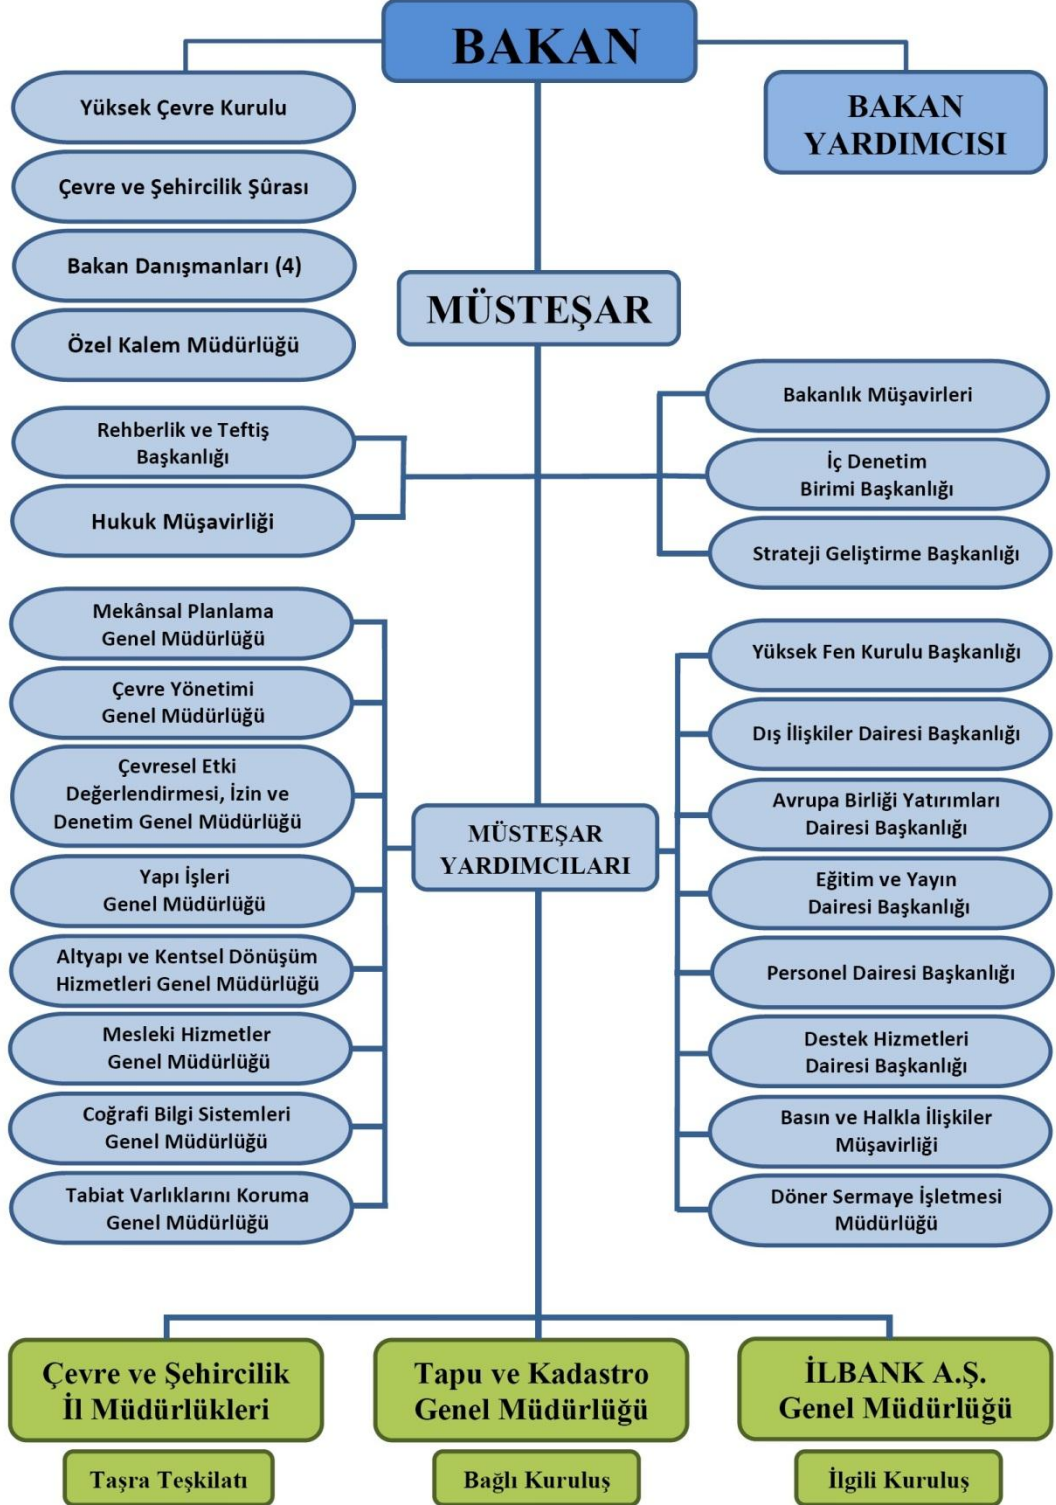 BAKAN
Yüksek Çevre Kurulu
BAKAN
YARDIMCISI
Çevre ve Şehircilik Şûrası
Bakan Danışmanları (4)
Özel Kalem Müdürlüğü
MÜSTEŞAR
Rehberlik ve Teftiş
Başkanlığı
Hukuk Müşavirliği
Bakanlık Müşavirleri
İç Denetim
Birimi Başkanlığı
Strateji Geliştirme Başkanlığı
Mekânsal Planlama
Genel Müdürlüğü
Çevre Yönetimi
Genel Müdürlüğü
Çevresel Etki
Değerlendirmesi, İzin ve
Denetim Genel Müdürlüğü
Yapı İşleri
Genel Müdürlüğü
Altyapı ve Kentsel Dönüşüm
Hizmetleri Genel Müdürlüğü
Mesleki Hizmetler
Genel Müdürlüğü
Coğrafi Bilgi Sistemleri
Genel Müdürlüğü
Tabiat Varlıklarını Koruma
Genel Müdürlüğü
MÜSTEŞAR
YARDIMCILARI
Yüksek Fen Kurulu Başkanlığı
Dış İlişkiler Dairesi Başkanlığı
Avrupa Birliği Yatırımları
Dairesi Başkanlığı
Eğitim ve Yayın
Dairesi Başkanlığı
Personel Dairesi Başkanlığı
Destek Hizmetleri
Dairesi Başkanlığı
Basın ve Halkla İlişkiler
Müşavirliği
Döner Sermaye İşletmesi
Müdürlüğü
Çevre ve Şehircilik
İl Müdürlükleri
Taşra Teşkilatı
Tapu ve Kadastro
Genel Müdürlüğü
Bağlı Kuruluş
İLBANK A.Ş.
Genel Müdürlüğü
İlgili Kuruluş